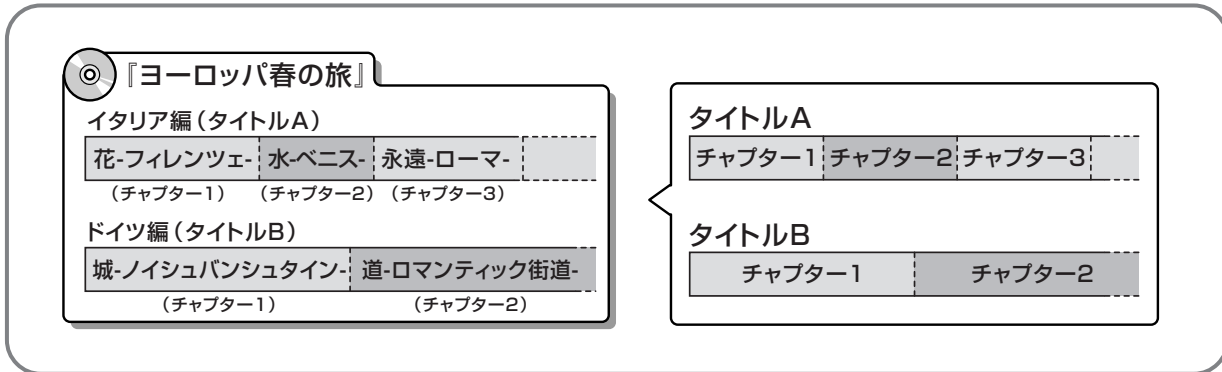 『ヨーロッパ春の旅』
イタリア編（タイトルA）
花-フィレンツェ- 水-ベニス- 永遠-ローマ-
（チャプター1） （チャプター2） （チャプター3）
ドイツ編（タイトルB）
城-ノイシュバンシュタイン- 道-ロマンティック街道-
（チャプター1） （チャプター2）
タイトルA
チャプター1 チャプター2 チャプター3
タイトルB
チャプター1 チャプター2